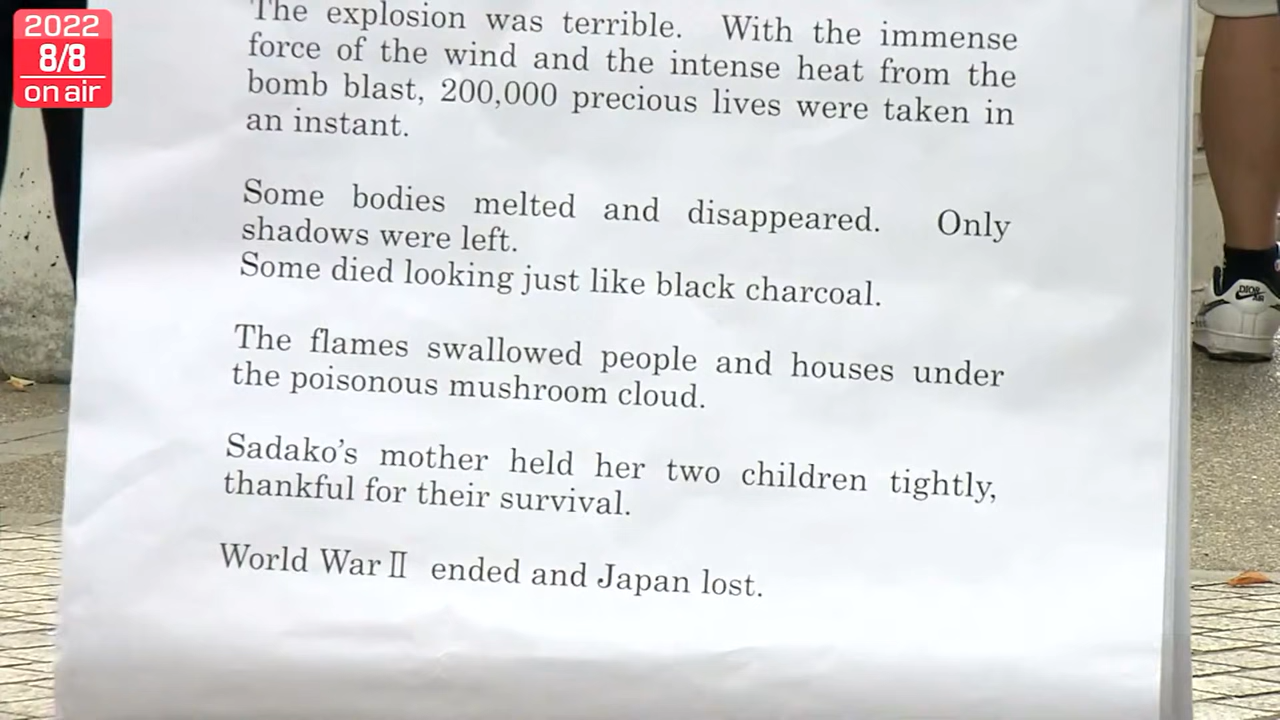 2022
8/8
on air
The explosion was terrible. With the immense
force of the wind and the intense heat from the
bomb blast, 200,000 precious lives were taken in
an instant.
Some bodies melted and disappeared. Only
shadows were left.
Some died looking just like black charcoal.
The flames swallowed people and houses under
the poisonous mushroom cloud.
Sadako's mother held her two children tightly,
thankful for their survival.
World War Ⅱ ended and Japan lost.
DIOR
AIR